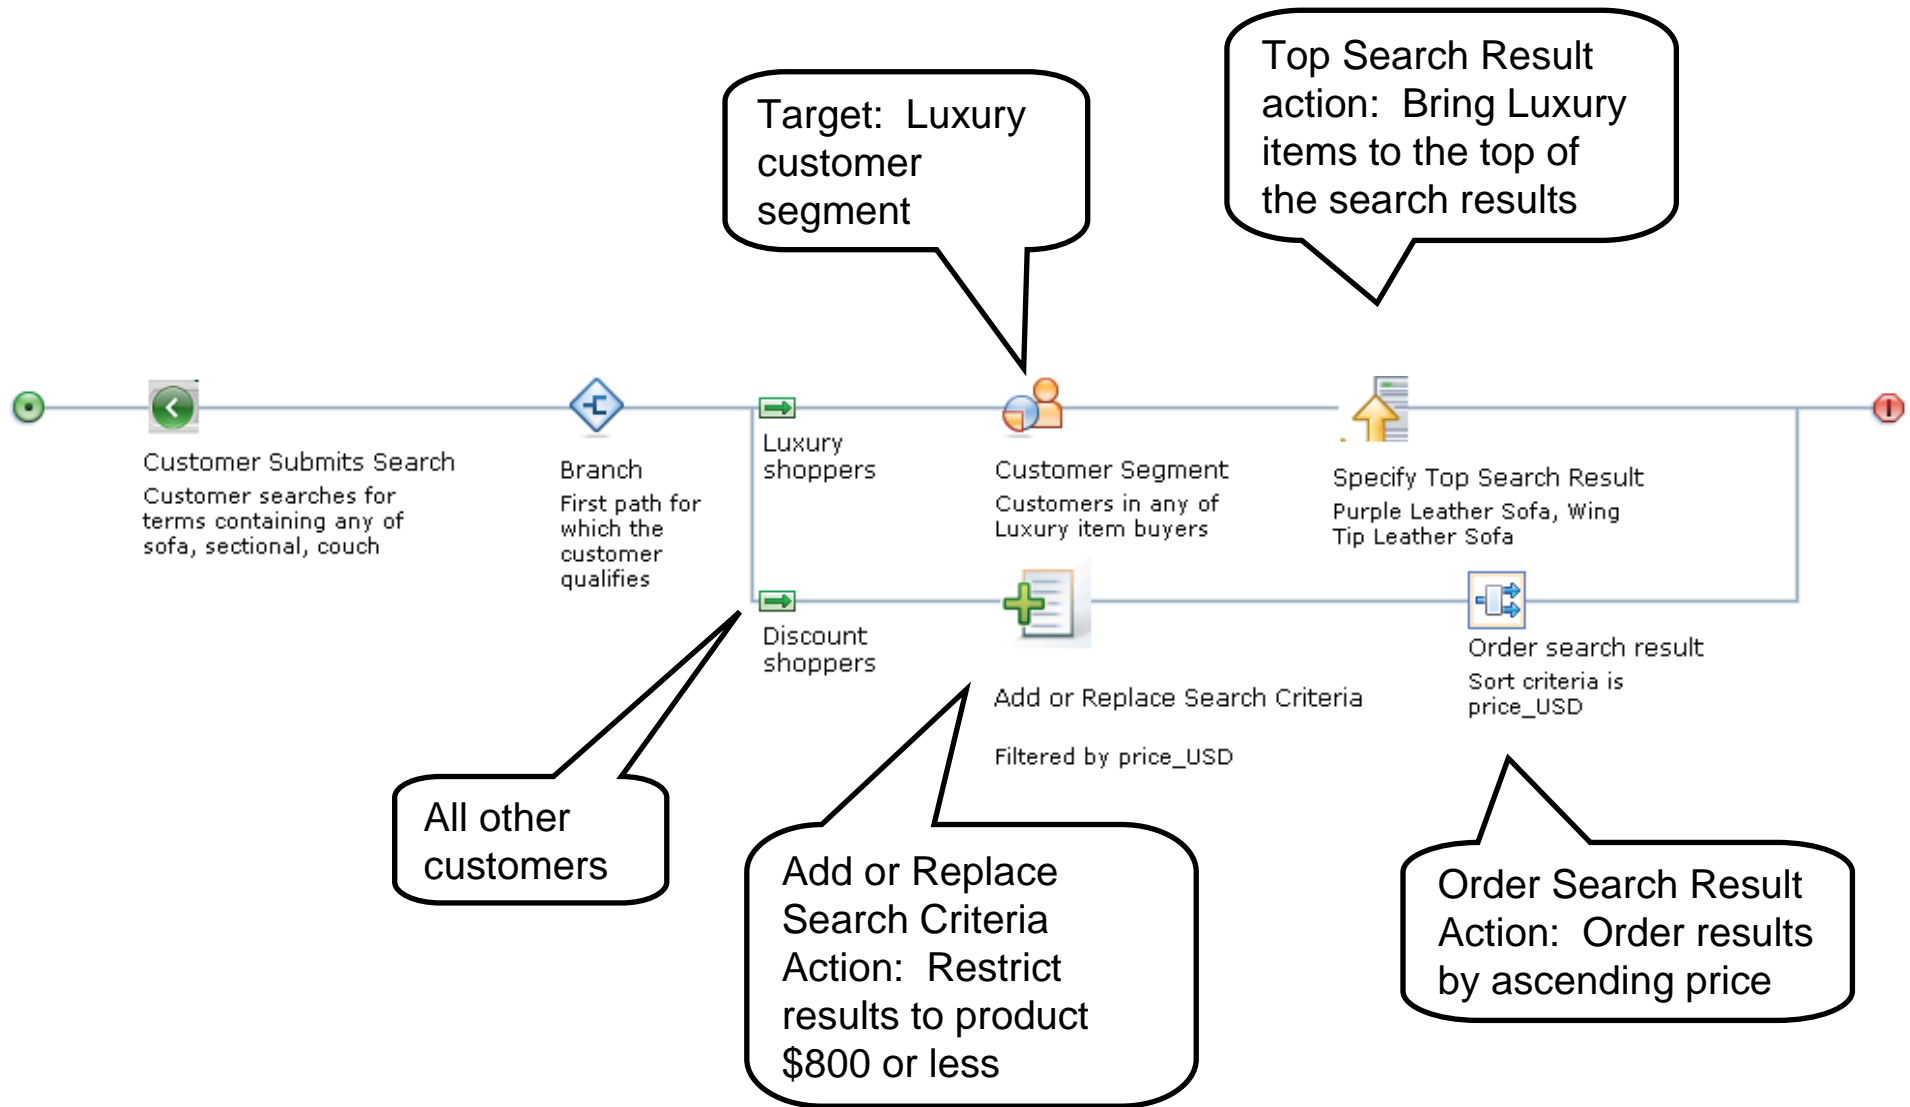 Top Search Result
action:  Bring Luxury
items to the top of
the search results
Target:  Luxury
customer
segment
Customer Submits Search
Customer searches for
terms containing any of
sofa, sectional, couch
Branch
First path for
which the
customer
qualifies
Luxury
shoppers
Customer Segment
Customers in any of
Luxury item buyers
Specify Top Search Result
Purple Leather Sofa, Wing
Tip Leather Sofa
Discount
shoppers
Add or Replace Search Criteria
Filtered by price_USD
Order search result
Sort criteria is
price_USD
All other
customers
Add or Replace
Search Criteria
Action:  Restrict
results to product
$800 or less
Order Search Result
Action:  Order results
by ascending price